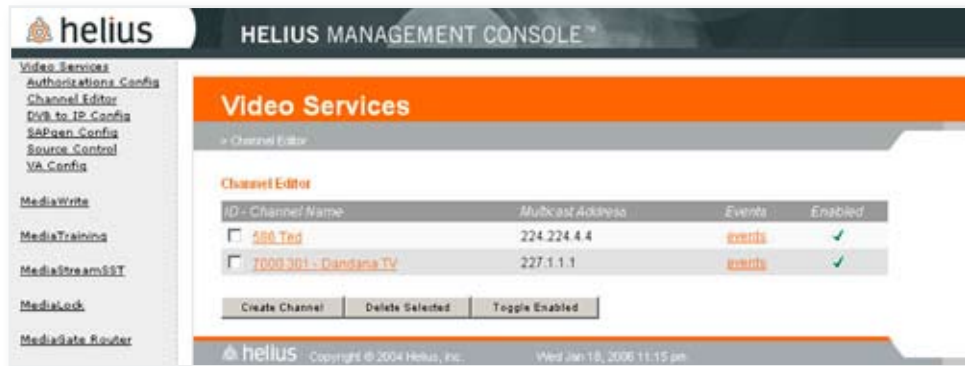 helius
HELIUS MANAGEMENT CONSOLE™
Video Services
Authorizations Config
Channel Editor
DVB to IP Config
SAPgen Config
Source Control
VA Config
MediaWrite
MediaTraining
MediaStreamSST
MediaLock
MediaGate Router
Video Services
> Channel Editor
Channel Editor
ID - Channel Name Multicast Address Events Enabled
586 Ted 224.224.4.4 events
7000 301 - Dandana TV 227.1.1.1 events
Create Channel Delete Selected Toggle Enabled
helius Copyright © 2004 Helius, Inc. Wed Jan 18, 2006 11:15 pm